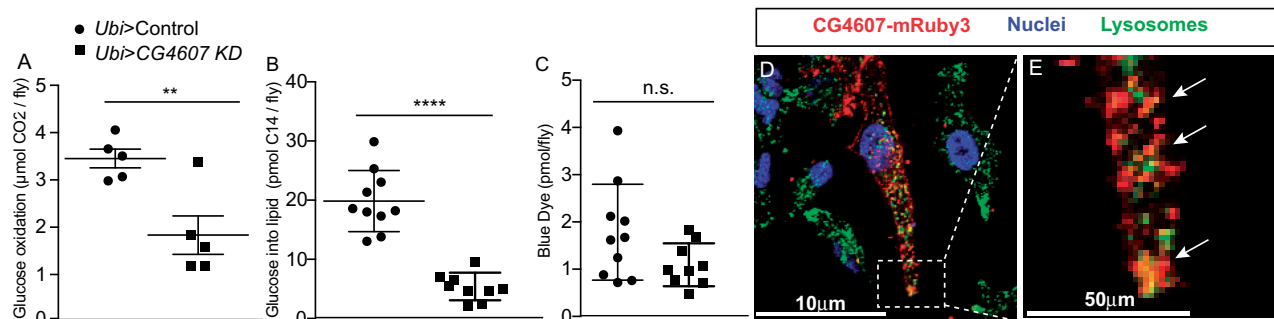 Ubi>Control
Ubi>CG4607 KD
CG4607-mRuby3 Nuclei Lysosomes
A
Glucose oxidation (µmol CO2 / fly)
5
4
3
2
1
0
**
B
Glucose into lipid (pmol C14 / fly)
40
30
20
10
0
****
C
Blue Dye (pmol/fly)
5
4
3
2
1
0
n.s.
D
10µm
E
50µm